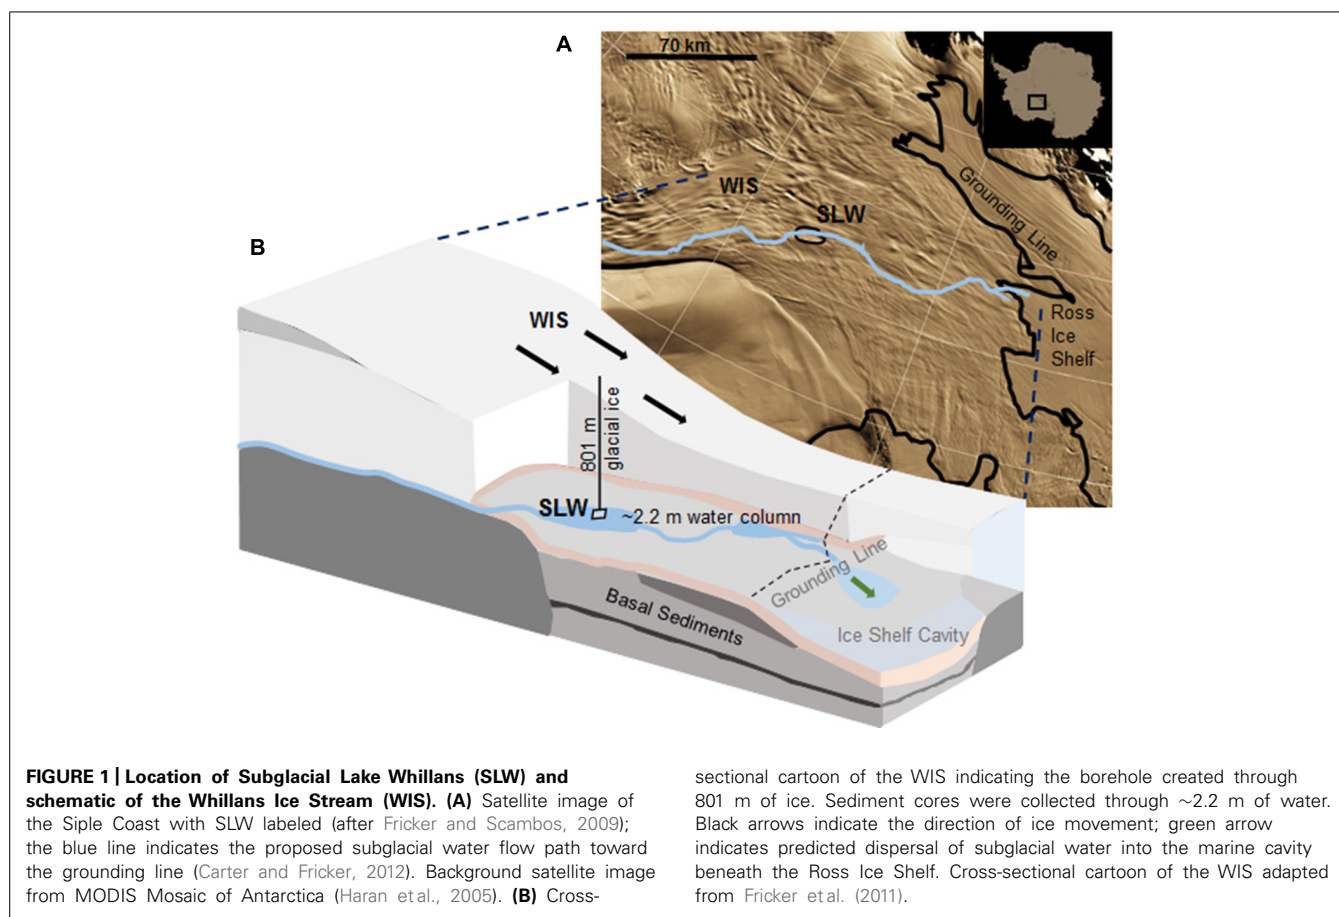 A
70 km
WIS
SLW
Grounding Line
Ross
Ice
Shelf
B
WIS
801 m
glacial ice
SLW
~2.2 m water column
Grounding Line
Basal Sediments
Ice Shelf Cavity
FIGURE 1 | Location of Subglacial Lake Whillans (SLW) and
schematic of the Whillans Ice Stream (WIS). (A) Satellite image of
the Siple Coast with SLW labeled (after Fricker and Scambos, 2009);
the blue line indicates the proposed subglacial water flow path toward
the grounding line (Carter and Fricker, 2012). Background satellite image
from MODIS Mosaic of Antarctica (Haran et al., 2005). (B) Cross-
sectional cartoon of the WIS indicating the borehole created through
801 m of ice. Sediment cores were collected through ∼2.2 m of water.
Black arrows indicate the direction of ice movement; green arrow
indicates predicted dispersal of subglacial water into the marine cavity
beneath the Ross Ice Shelf. Cross-sectional cartoon of the WIS adapted
from Fricker et al. (2011).